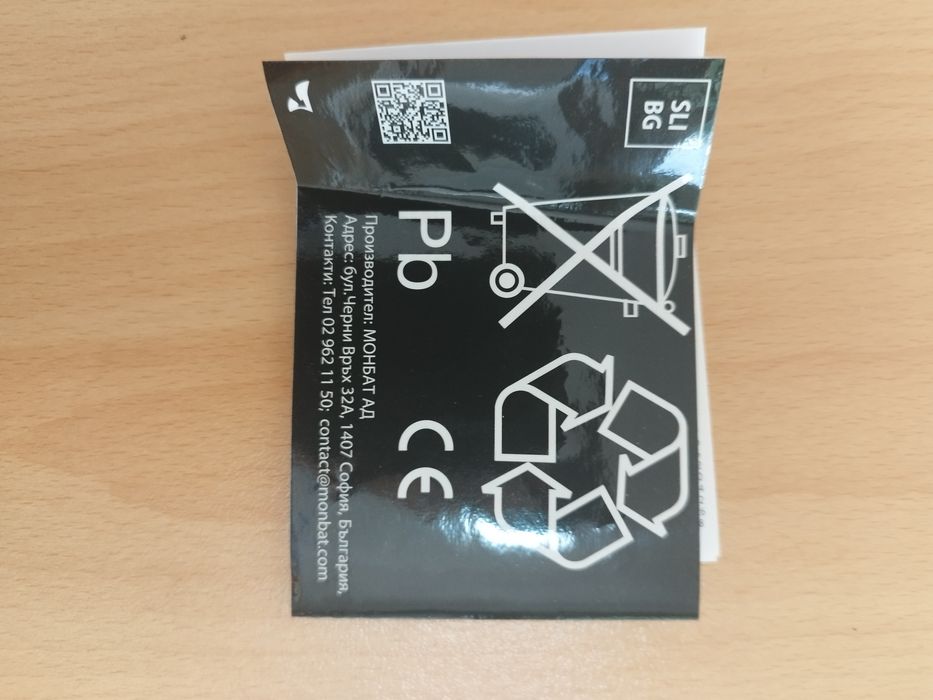 SLI
BG
Pb
CE
Производител: МОНБАТ АД
Адрес: бул.Черни Връх 32А, 1407 София, България,
Контакти: Тел 02 962 11 50; contact@monbat.com